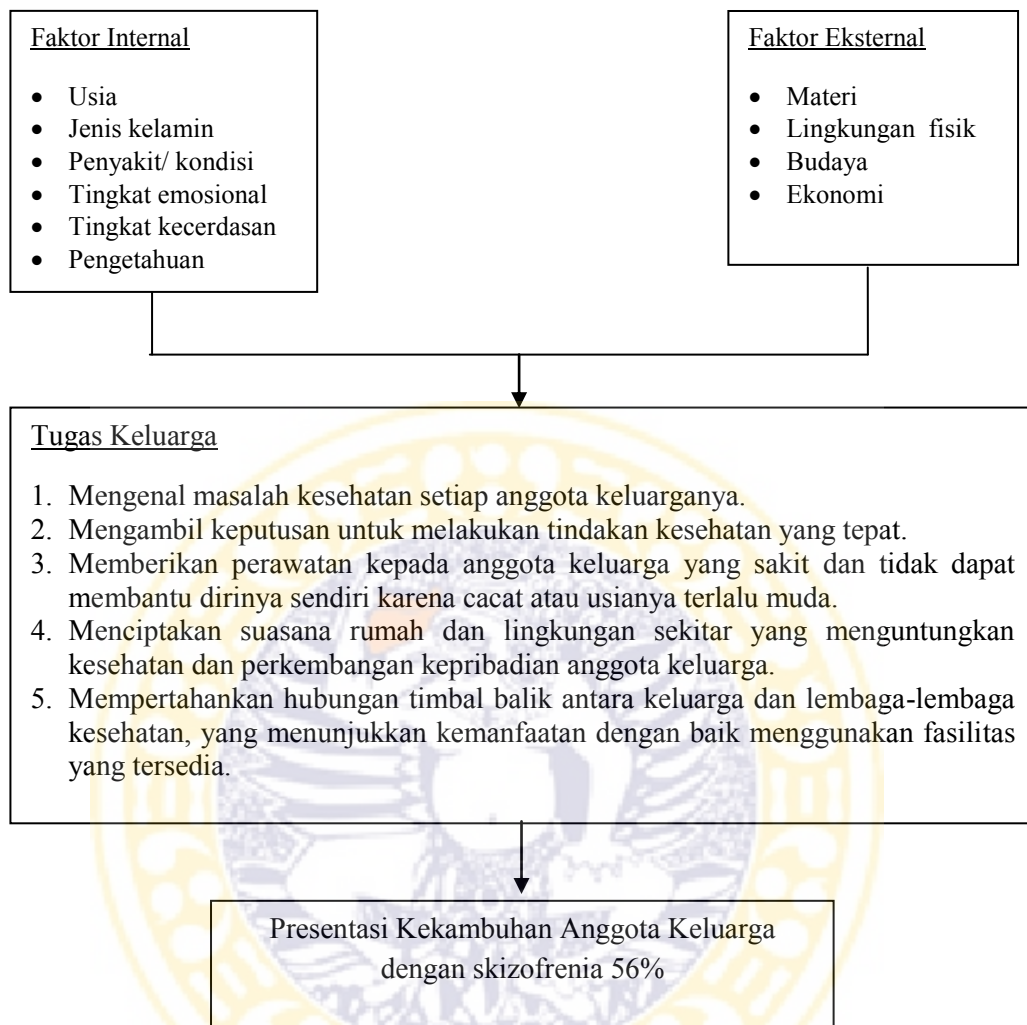 Faktor Internal
• Usia
• Jenis kelamin
• Penyakit/ kondisi
• Tingkat emosional
• Tingkat kecerdasan
• Pengetahuan
Faktor Eksternal
• Materi
• Lingkungan fisik
• Budaya
• Ekonomi
Tugas Keluarga
1. Mengenal masalah kesehatan setiap anggota keluarganya.
2. Mengambil keputusan untuk melakukan tindakan kesehatan yang tepat.
3. Memberikan perawatan kepada anggota keluarga yang sakit dan tidak dapat
membantu dirinya sendiri karena cacat atau usianya terlalu muda.
4. Menciptakan suasana rumah dan lingkungan sekitar yang menguntungkan
kesehatan dan perkembangan kepribadian anggota keluarga.
5. Mempertahankan hubungan timbal balik antara keluarga dan lembaga-lembaga
kesehatan, yang menunjukkan kemanfaatan dengan baik menggunakan fasilitas
yang tersedia.
Presentasi Kekambuhan Anggota Keluarga
dengan skizofrenia 56%